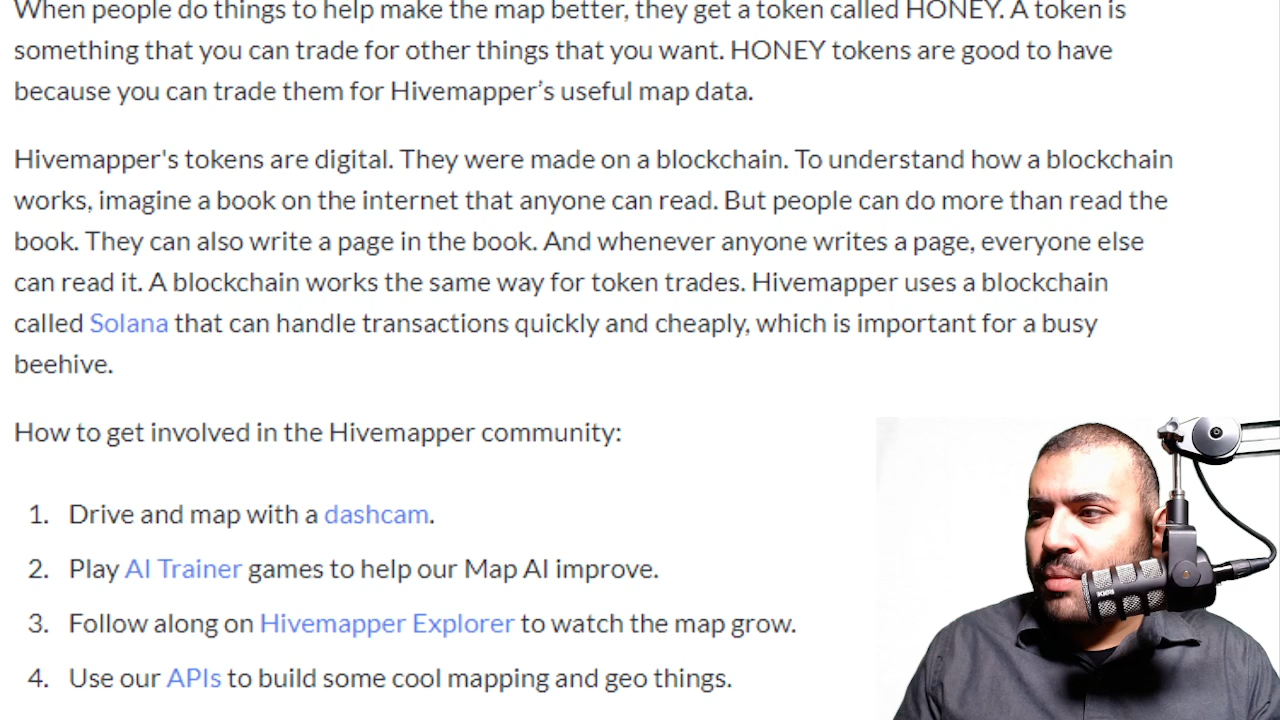 When people do things to help make the map better, they get a token called HONEY. A token is
something that you can trade for other things that you want. HONEY tokens are good to have
because you can trade them for Hivemapper’s useful map data.
Hivemapper's tokens are digital. They were made on a blockchain. To understand how a blockchain
works, imagine a book on the internet that anyone can read. But people can do more than read the
book. They can also write a page in the book. And whenever anyone writes a page, everyone else
can read it. A blockchain works the same way for token trades. Hivemapper uses a blockchain
called Solana that can handle transactions quickly and cheaply, which is important for a busy
beehive.
How to get involved in the Hivemapper community:
1. Drive and map with a dashcam.
2. Play AI Trainer games to help our Map AI improve.
3. Follow along on Hivemapper Explorer to watch the map grow.
4. Use our APIs to build some cool mapping and geo things.
RØDE